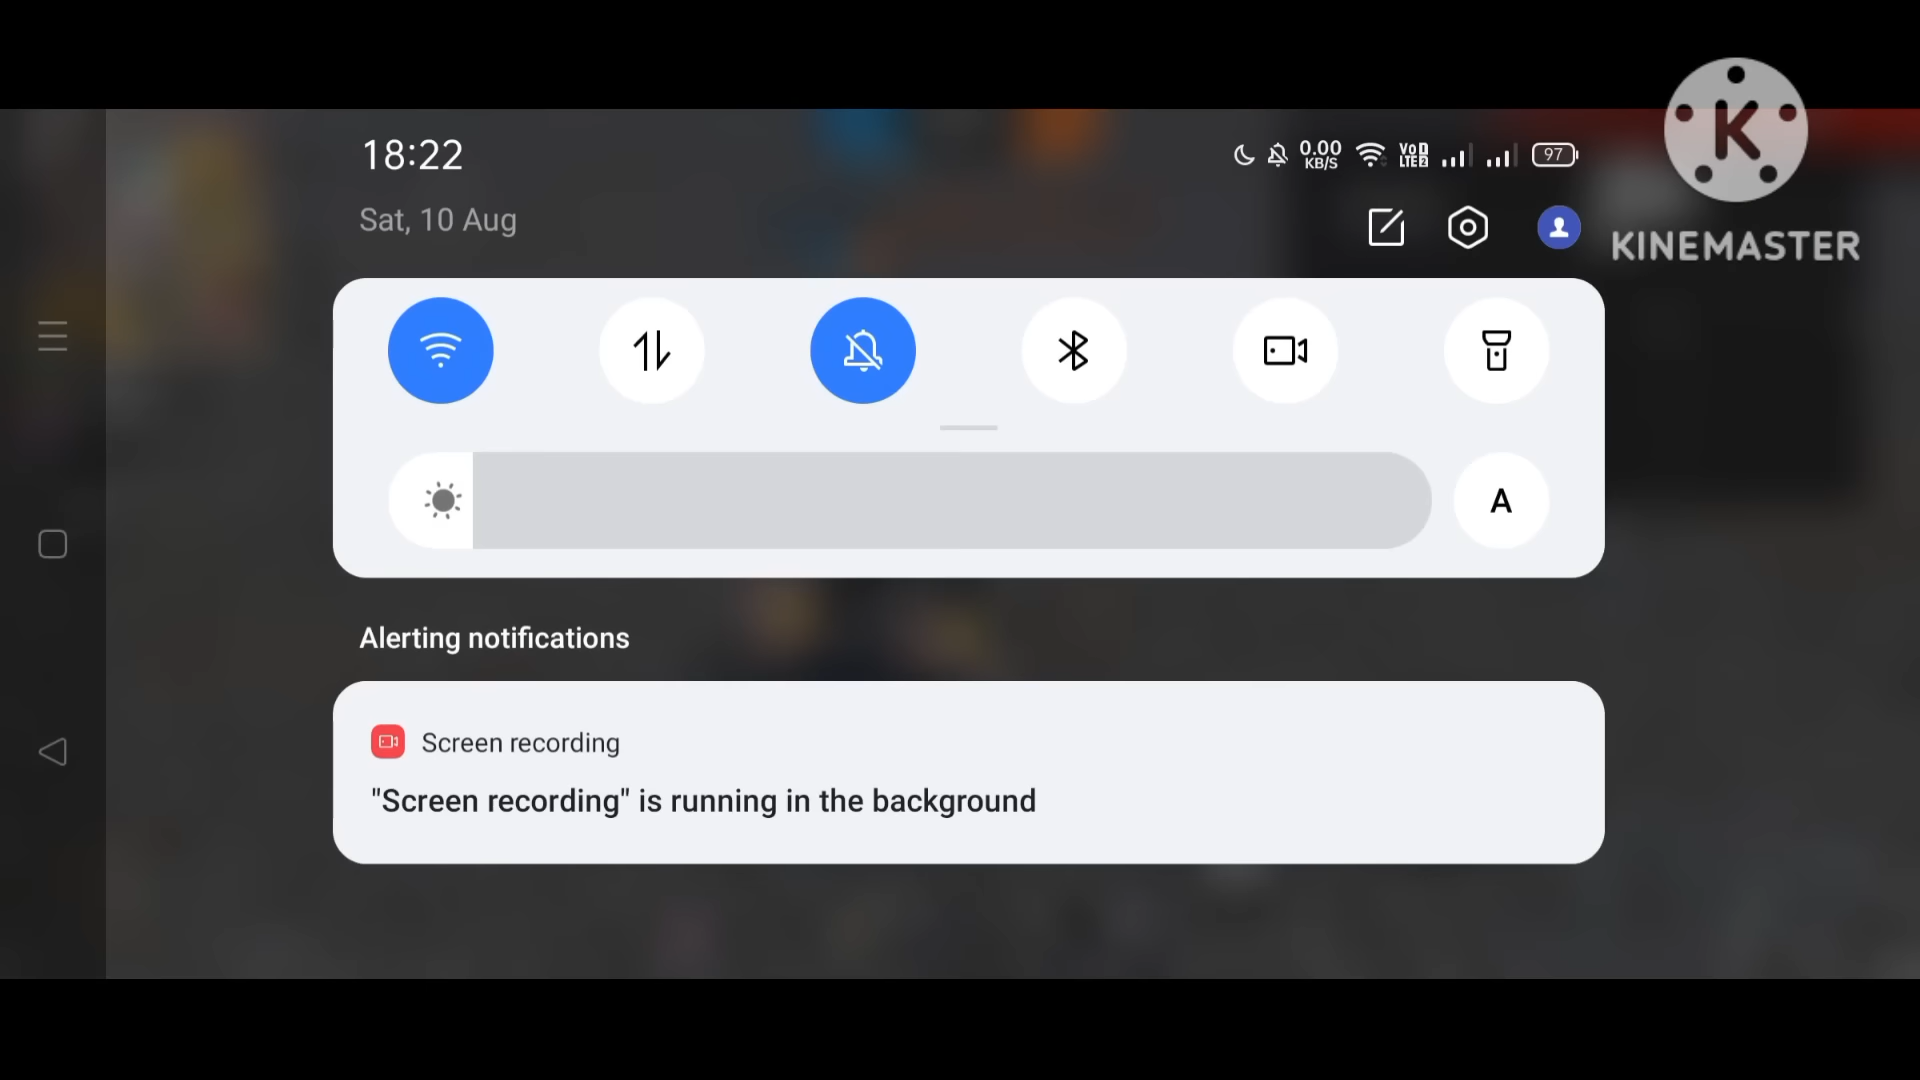 18:22
0.00
KB/S
VoD
LTE2
97
K
KINEMASTER
Sat, 10 Aug
A
Alerting notifications
Screen recording
"Screen recording" is running in the background